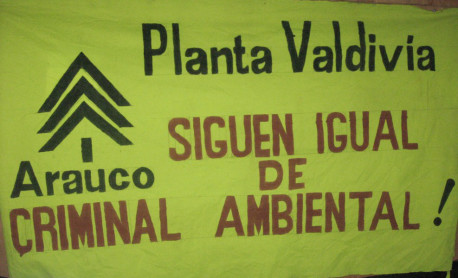 Planta Valdivia
Arauco
SIGUEN IGUAL
DE
CRIMINAL AMBIENTAL!